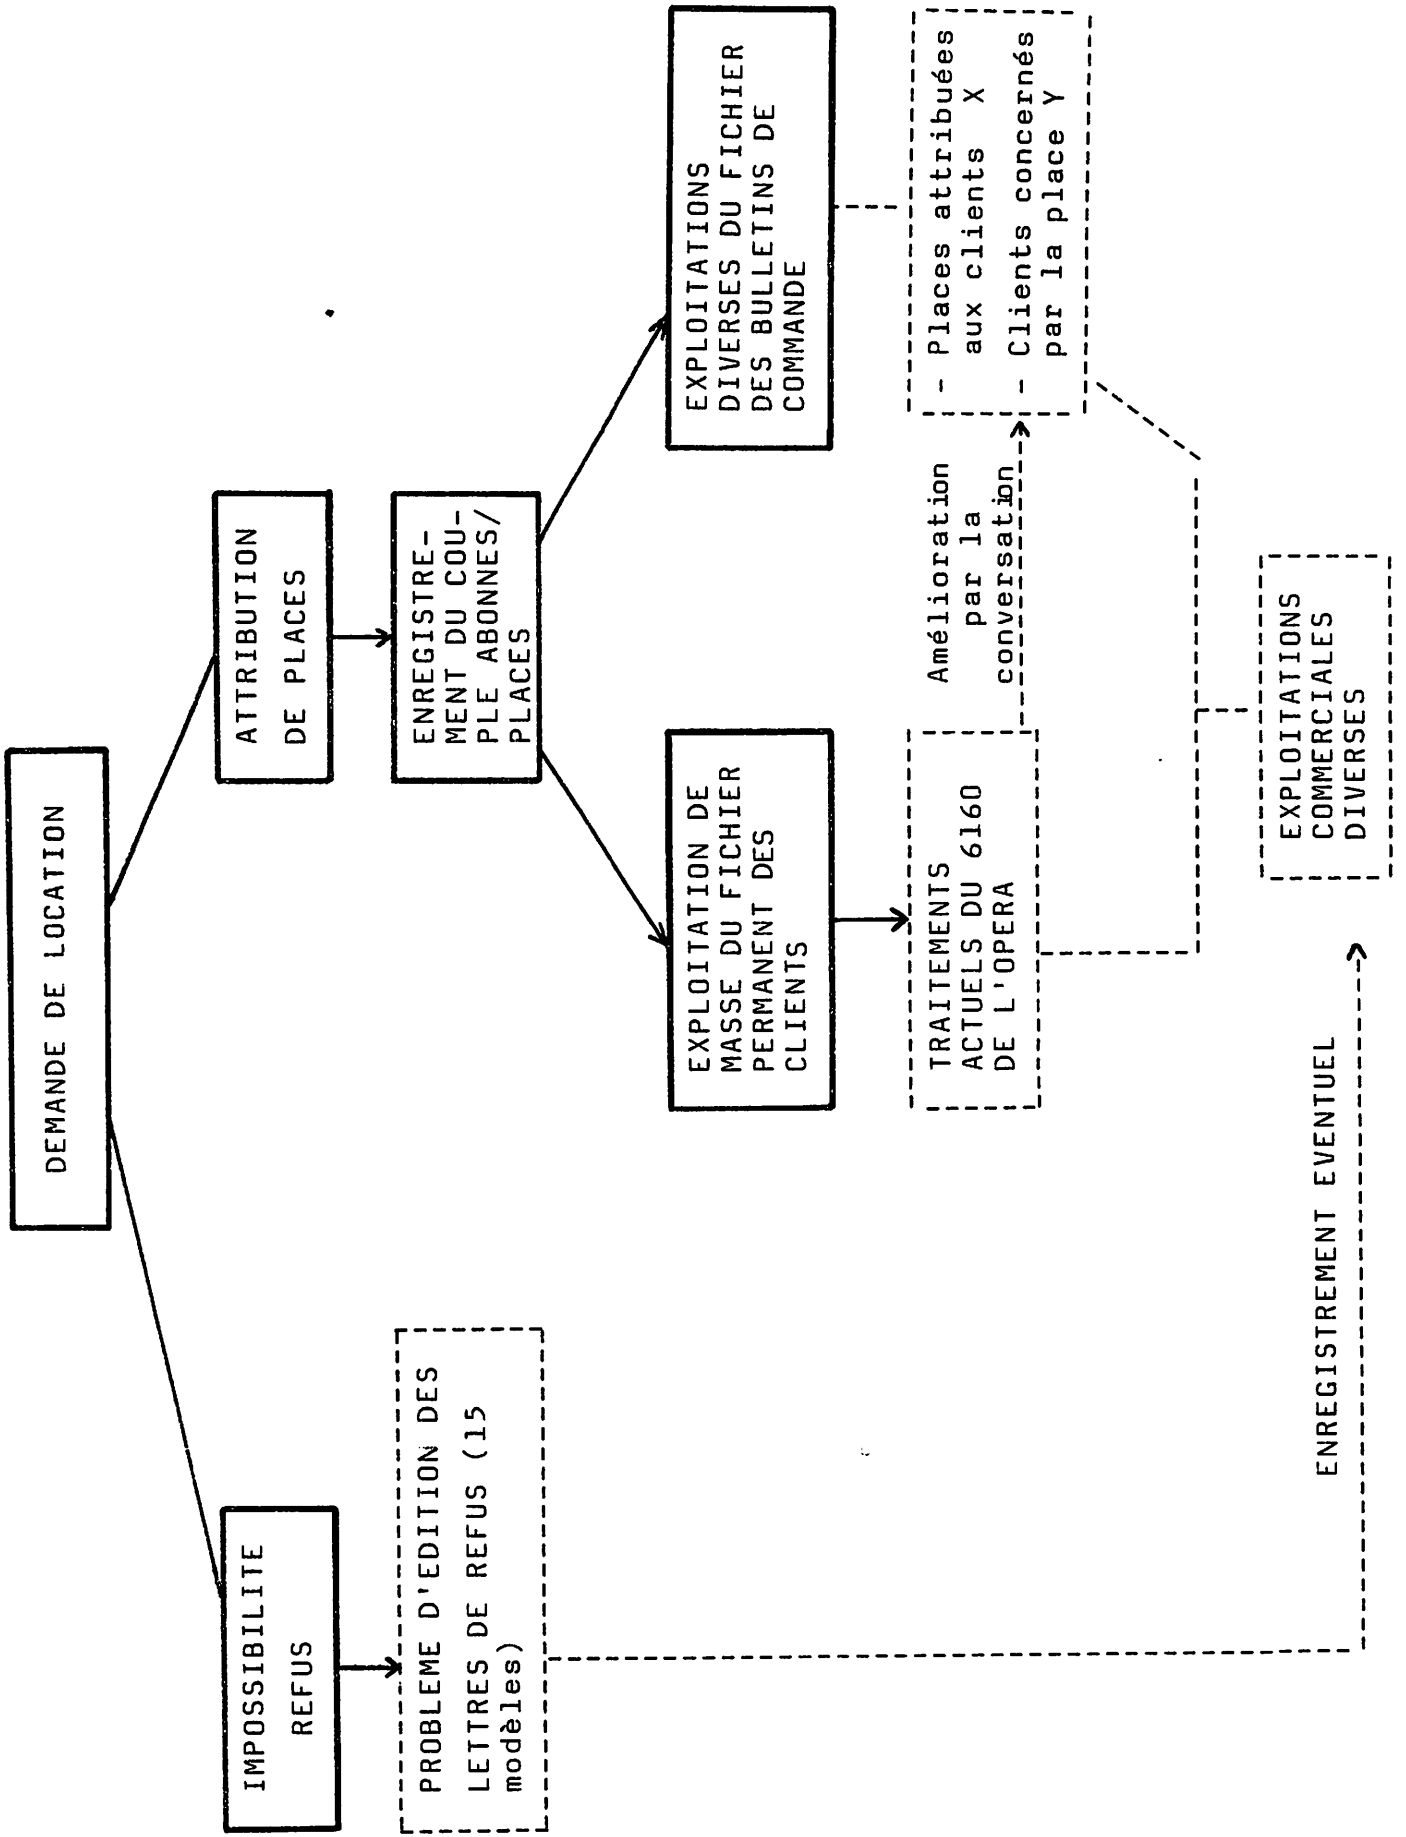 DEMANDE DE LOCATION
IMPOSSIBILITE
REFUS
ATTRIBUTION
DE PLACES
PROBLEME D'EDITION DES
LETTRES DE REFUS (15
modèles)
ENREGISTRE-
MENT DU COU-
PLE ABONNES/
PLACES
EXPLOITATION DE
MASSE DU FICHIER
PERMANENT DES
CLIENTS
EXPLOITATIONS
DIVERSES DU FICHIER
DES BULLETINS DE
COMMANDE
TRAITEMENTS
ACTUELS DU 6160
DE L'OPERA
Amélioration
par la
conversation
- Places attribuées
aux clients X
- Clients concernés
par la place Y
EXPLOITATIONS
COMMERCIALES
DIVERSES
ENREGISTREMENT EVENTUEL